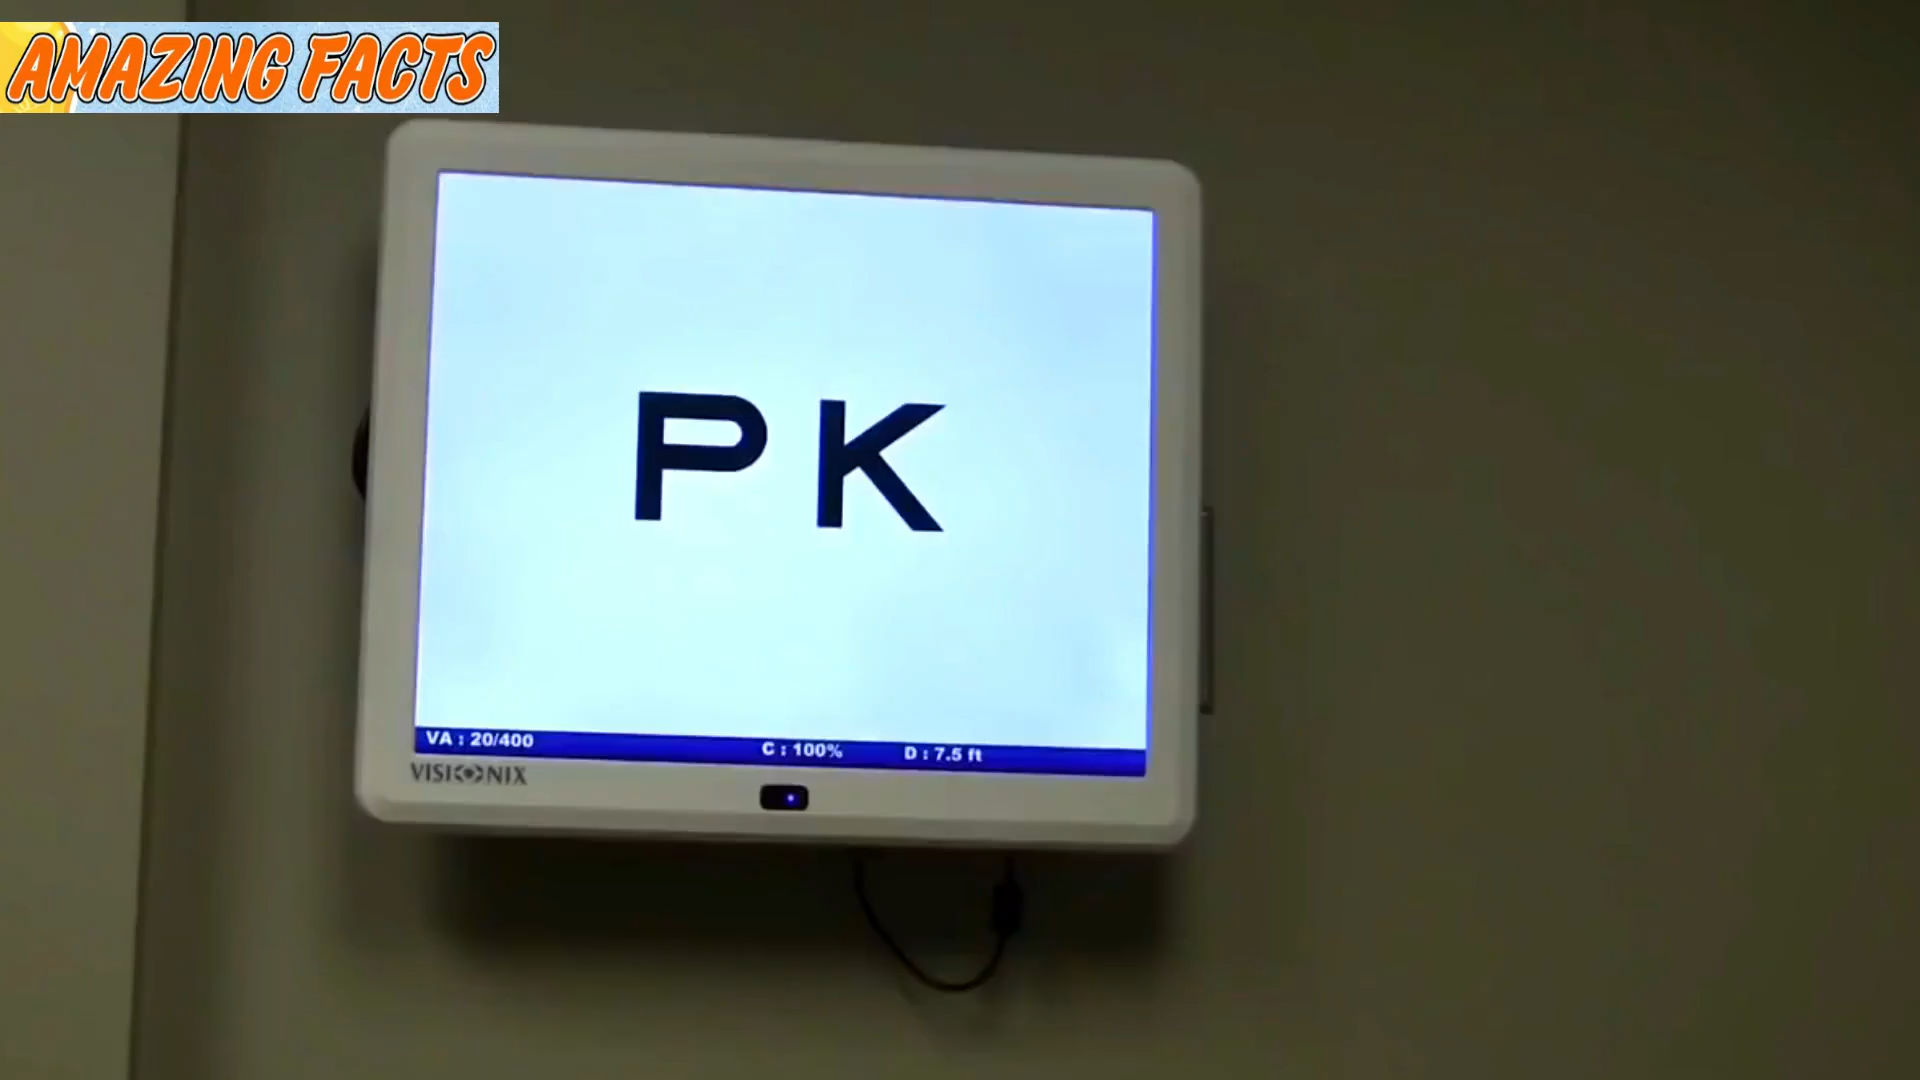 AMAZING FACTS
P K
VA : 20/400 C : 100% D : 7.5 ft
VISIONIX